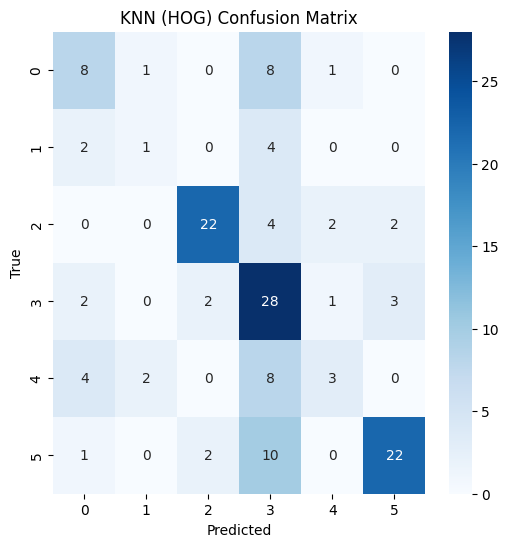 KNN (HOG) Confusion Matrix
0 8 1 0 8 1 0
1 2 1 0 4 0 0
2 0 0 22 4 2 2
3 2 0 2 28 1 3
4 4 2 0 8 3 0
5 1 0 2 10 0 22
0 1 2 3 4 5
True
Predicted
25
20
15
10
5
0